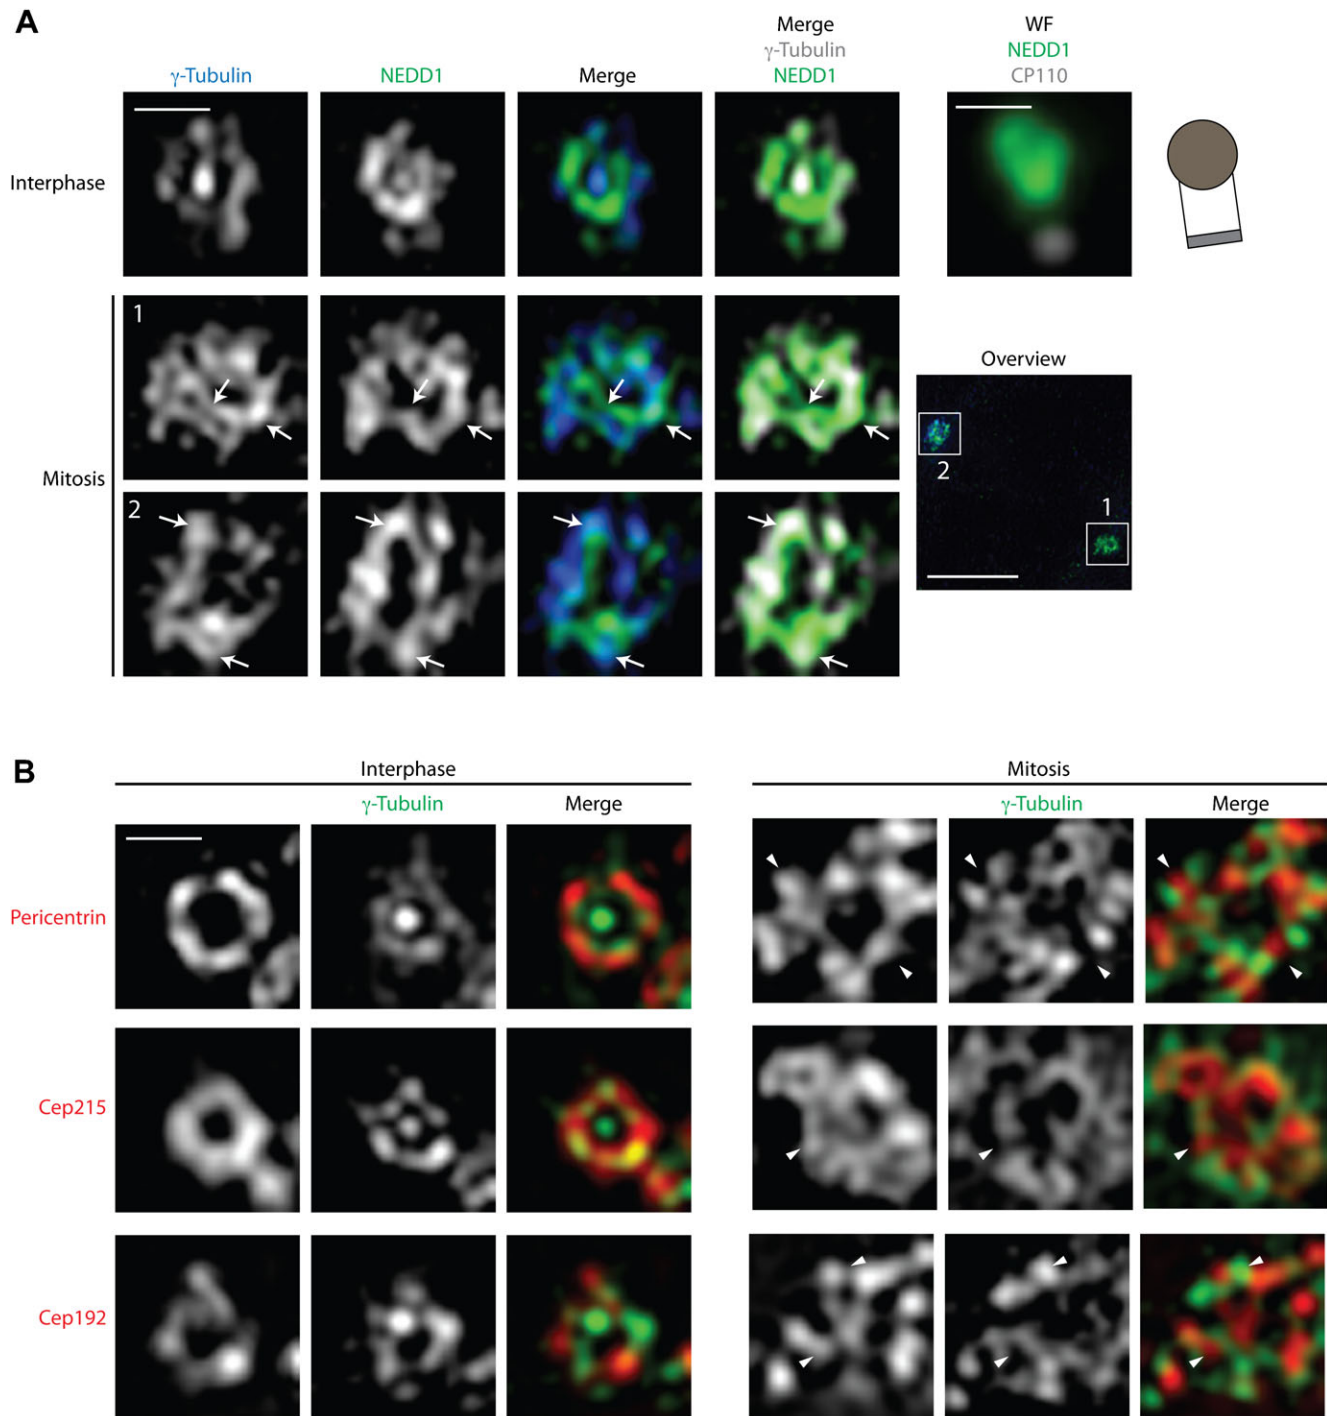 A
Merge
γ-Tubulin
NEDD1
WF
NEDD1
CP110
γ-Tubulin
NEDD1
Merge
Interphase
Mitosis
1
2
Overview
2
1
B
Interphase
Mitosis
γ-Tubulin
Merge
γ-Tubulin
Merge
Pericentrin
Cep215
Cep192